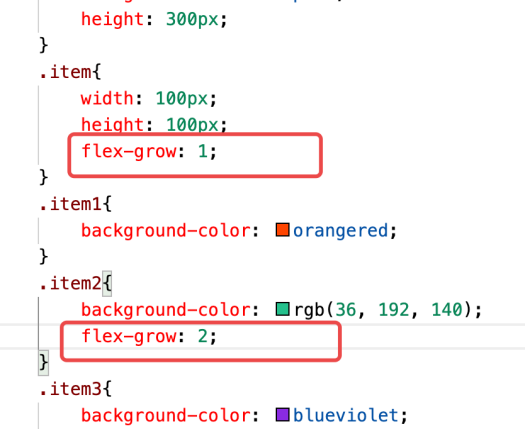 height: 300px;
}
.item{
width: 100px;
height: 100px;
flex-grow: 1;
}
.item1{
background-color: orangered;
}
.item2{
background-color: rgb(36, 192, 140);
flex-grow: 2;
}
.item3{
background-color: blueviolet;